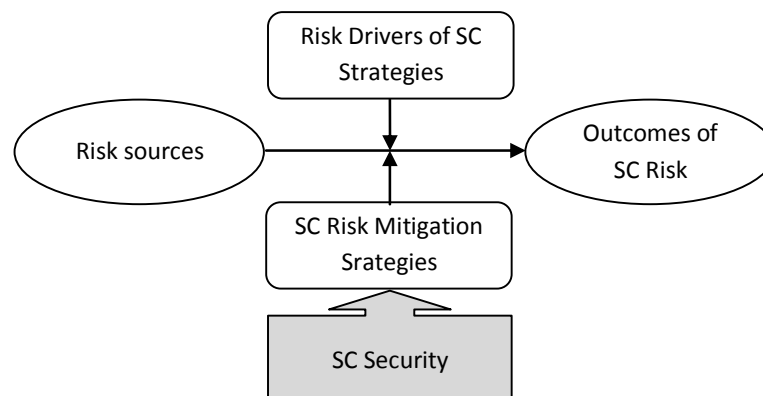 Risk Drivers of SC
Strategies
Risk sources
Outcomes of
SC Risk
SC Risk Mitigation
Srategies
SC Security